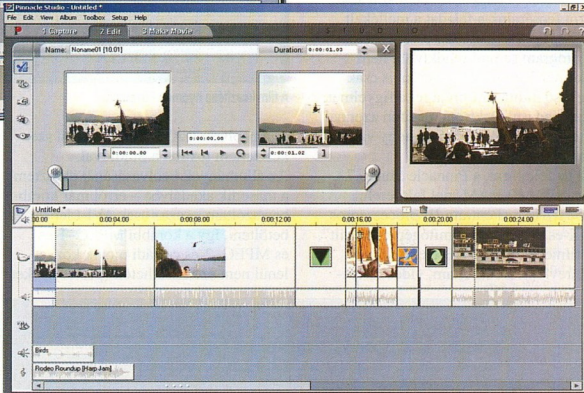 Pinnacle Studio - Untitled *
File Edit View Album Toolbox Setup Help
1 Capture 2 Edit 3 Make Movie
S T U D I O
Name: Noname01 [10.01] Duration: 0:00:01.03 X
0:00:00.00
[ 0:00:00.00 0:00:01.02 ]
Untitled *
00.00 0:00:04.00 0:00:08.00 0:00:12.00 0:00:16.00 0:00:20.00 0:00:24.00
Birds
Rodeo Roundup [Harp Jam]